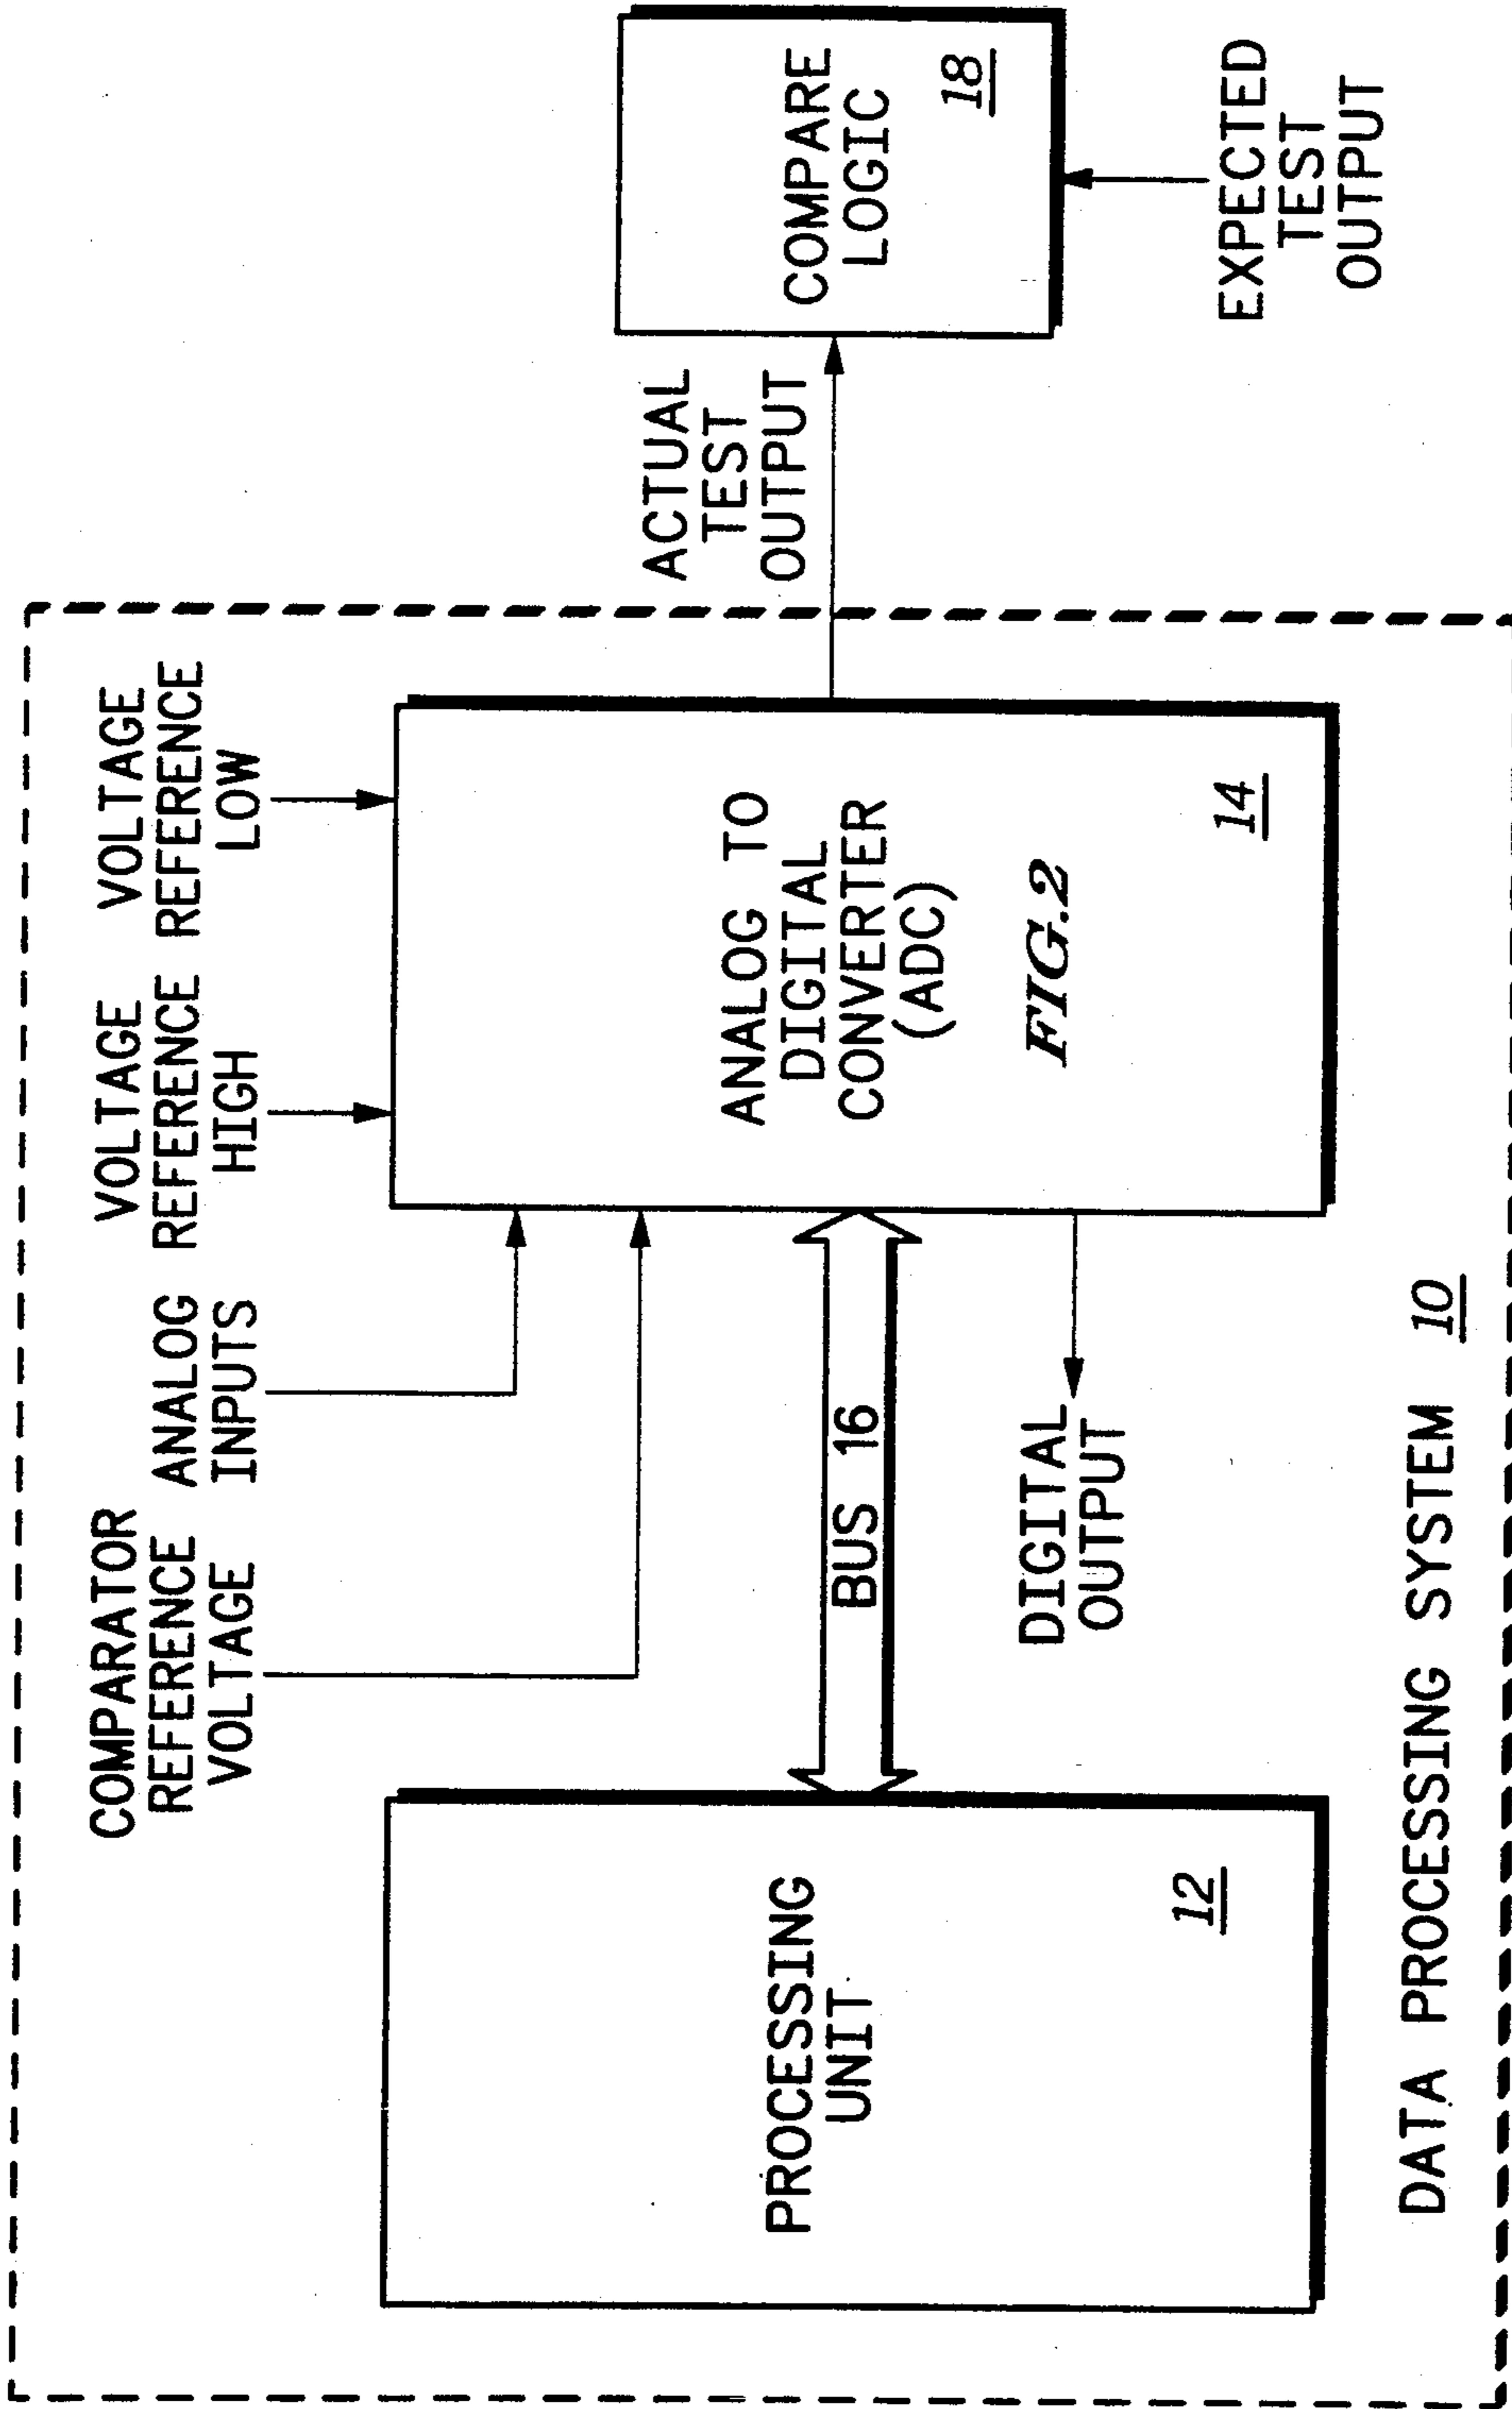 COMPARATOR
REFERENCE
VOLTAGE
ANALOG
INPUTS
VOLTAGE
REFERENCE
HIGH
VOLTAGE
REFERENCE
LOW
PROCESSING
UNIT
12
BUS 16
DIGITAL
OUTPUT
ANALOG TO
DIGITAL
CONVERTER
(ADC)
FIG.2
14
ACTUAL
TEST
OUTPUT
COMPARE
LOGIC
18
EXPECTED
TEST
OUTPUT
DATA PROCESSING SYSTEM 10